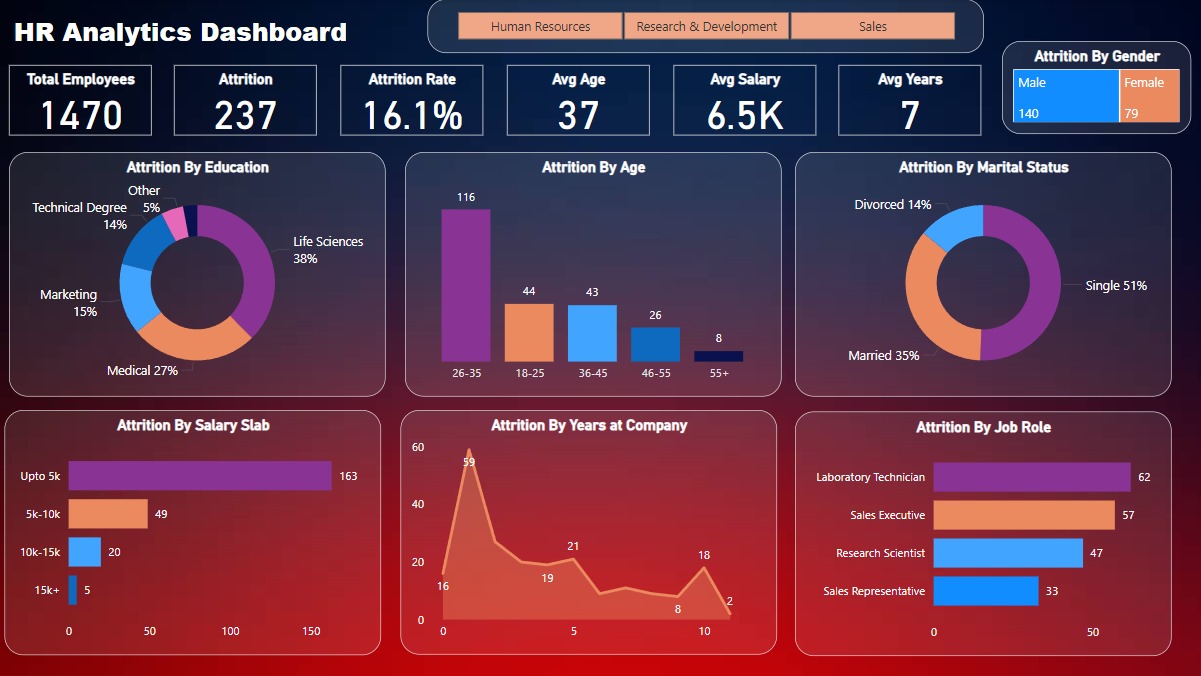 HR Analytics Dashboard
Human Resources
Research & Development
Sales
Total Employees
1470
Attrition
237
Attrition Rate
16.1%
Avg Age
37
Avg Salary
6.5K
Avg Years
7
Attrition By Gender
Male
140
Female
79
Attrition By Education
Other
5%
Technical Degree
14%
Life Sciences
38%
Marketing
15%
Medical 27%
Attrition By Age
116
44
43
26
8
26-35
18-25
36-45
46-55
55+
Attrition By Marital Status
Divorced 14%
Single 51%
Married 35%
Attrition By Salary Slab
Upto 5k
163
5k-10k
49
10k-15k
20
15k+
5
0
50
100
150
Attrition By Years at Company
60
40
20
0
59
16
19
21
8
18
2
0
5
10
Attrition By Job Role
Laboratory Technician
62
Sales Executive
57
Research Scientist
47
Sales Representative
33
0
50